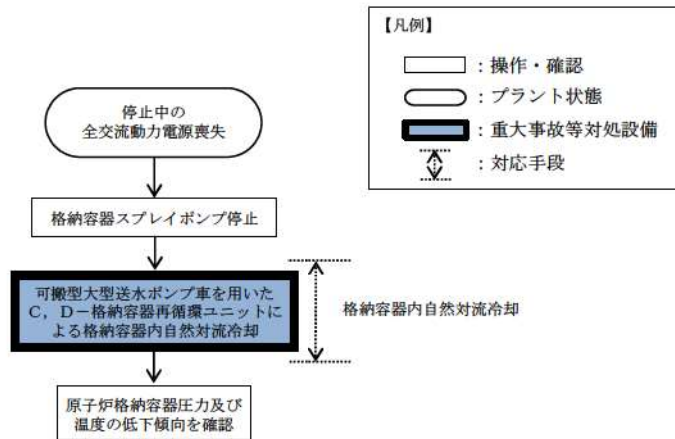 【凡例】
：操作・確認
：プラント状態
：重大事故等対処設備
：対応手段
停止中の
全交流動力電源喪失
格納容器スプレイポンプ停止
可搬型大型送水ポンプ車を用いた
C，D－格納容器再循環ユニットに
よる格納容器内自然対流冷却
格納容器内自然対流冷却
原子炉格納容器圧力及び
温度の低下傾向を確認